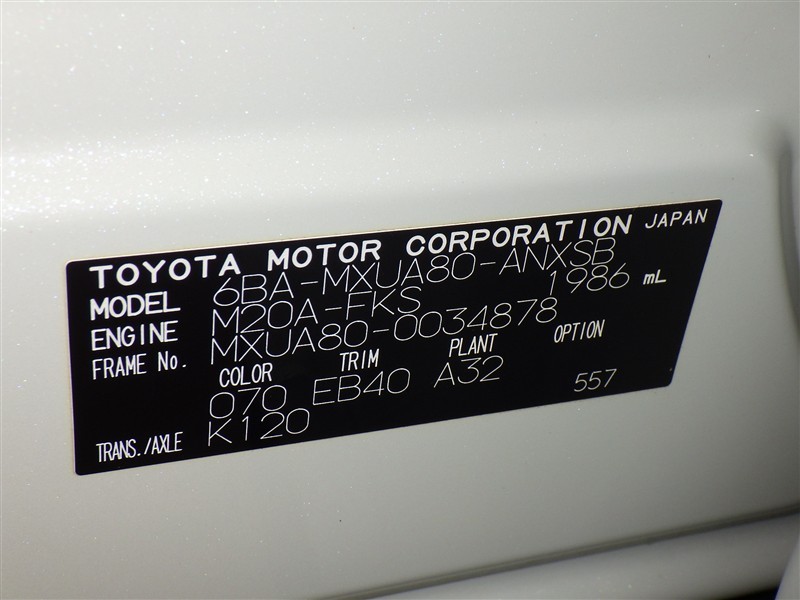 TOYOTA MOTOR CORPORATION JAPAN
MODEL 6BA-MXUA80-ANXSB
ENGINE M20A-FKS 1986 mL
FRAME No. MXUA80-0034878
COLOR TRIM PLANT OPTION
070 EB40 A32 557
TRANS./AXLE K120